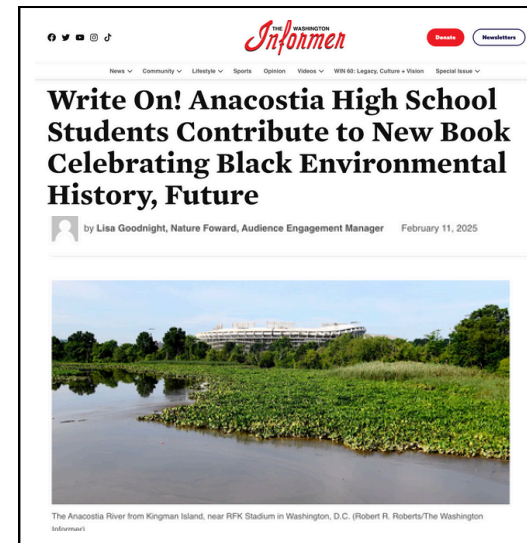 THE WASHINGTON
Informer
Donate
Newsletters
News Community Lifestyle Sports Opinion Videos WIN 60: Legacy, Culture + Vision Special Issue
Write On! Anacostia High School
Students Contribute to New Book
Celebrating Black Environmental
History, Future
by Lisa Goodnight, Nature Foward, Audience Engagement Manager February 11, 2025
The Anacostia River from Kingman Island, near RFK Stadium in Washington, D.C. (Robert R. Roberts/The Washington
Informer)